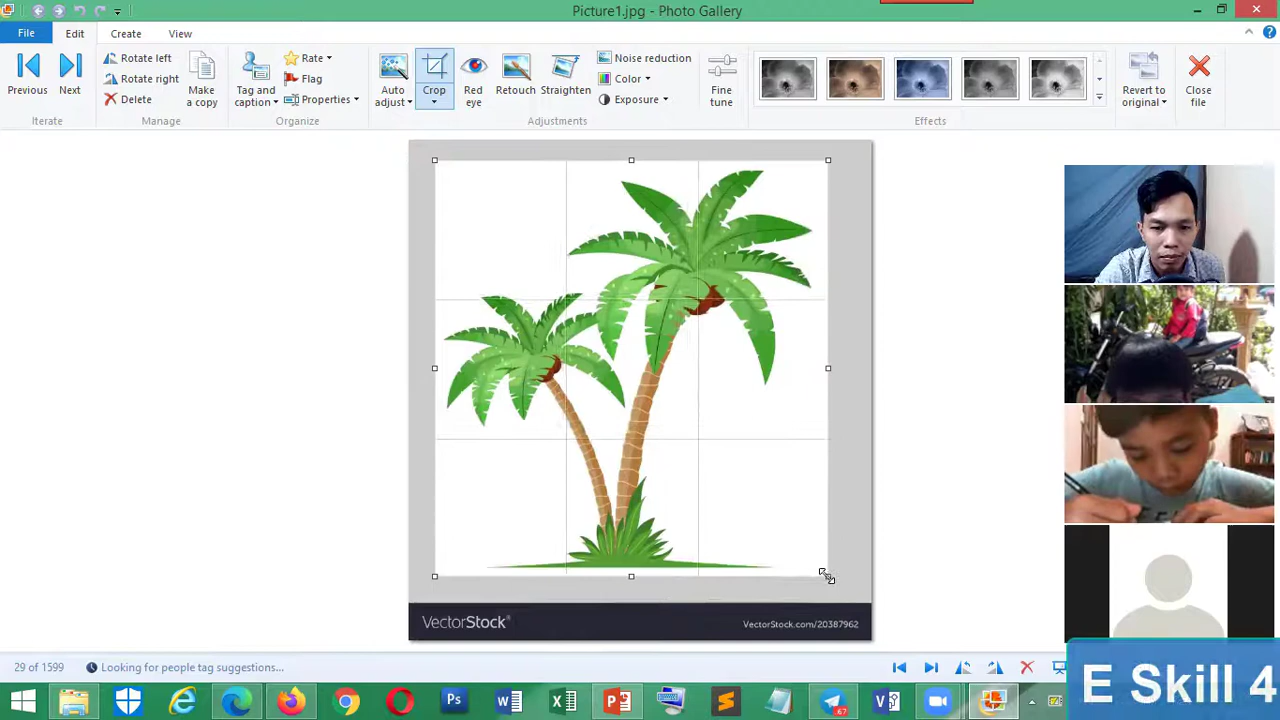 Picture1.jpg - Photo Gallery
File
Edit
Create
View
Previous
Next
Iterate
Rotate left
Rotate right
Delete
Make a copy
Manage
Tag and caption
Rate
Flag
Properties
Organize
Auto adjust
Crop
Red eye
Retouch
Straighten
Noise reduction
Color
Exposure
Adjustments
Fine tune
Effects
Revert to original
Close file
VectorStock®
VectorStock.com/20387962
29 of 1599
Looking for people tag suggestions...
Ps
67
E Skill 4